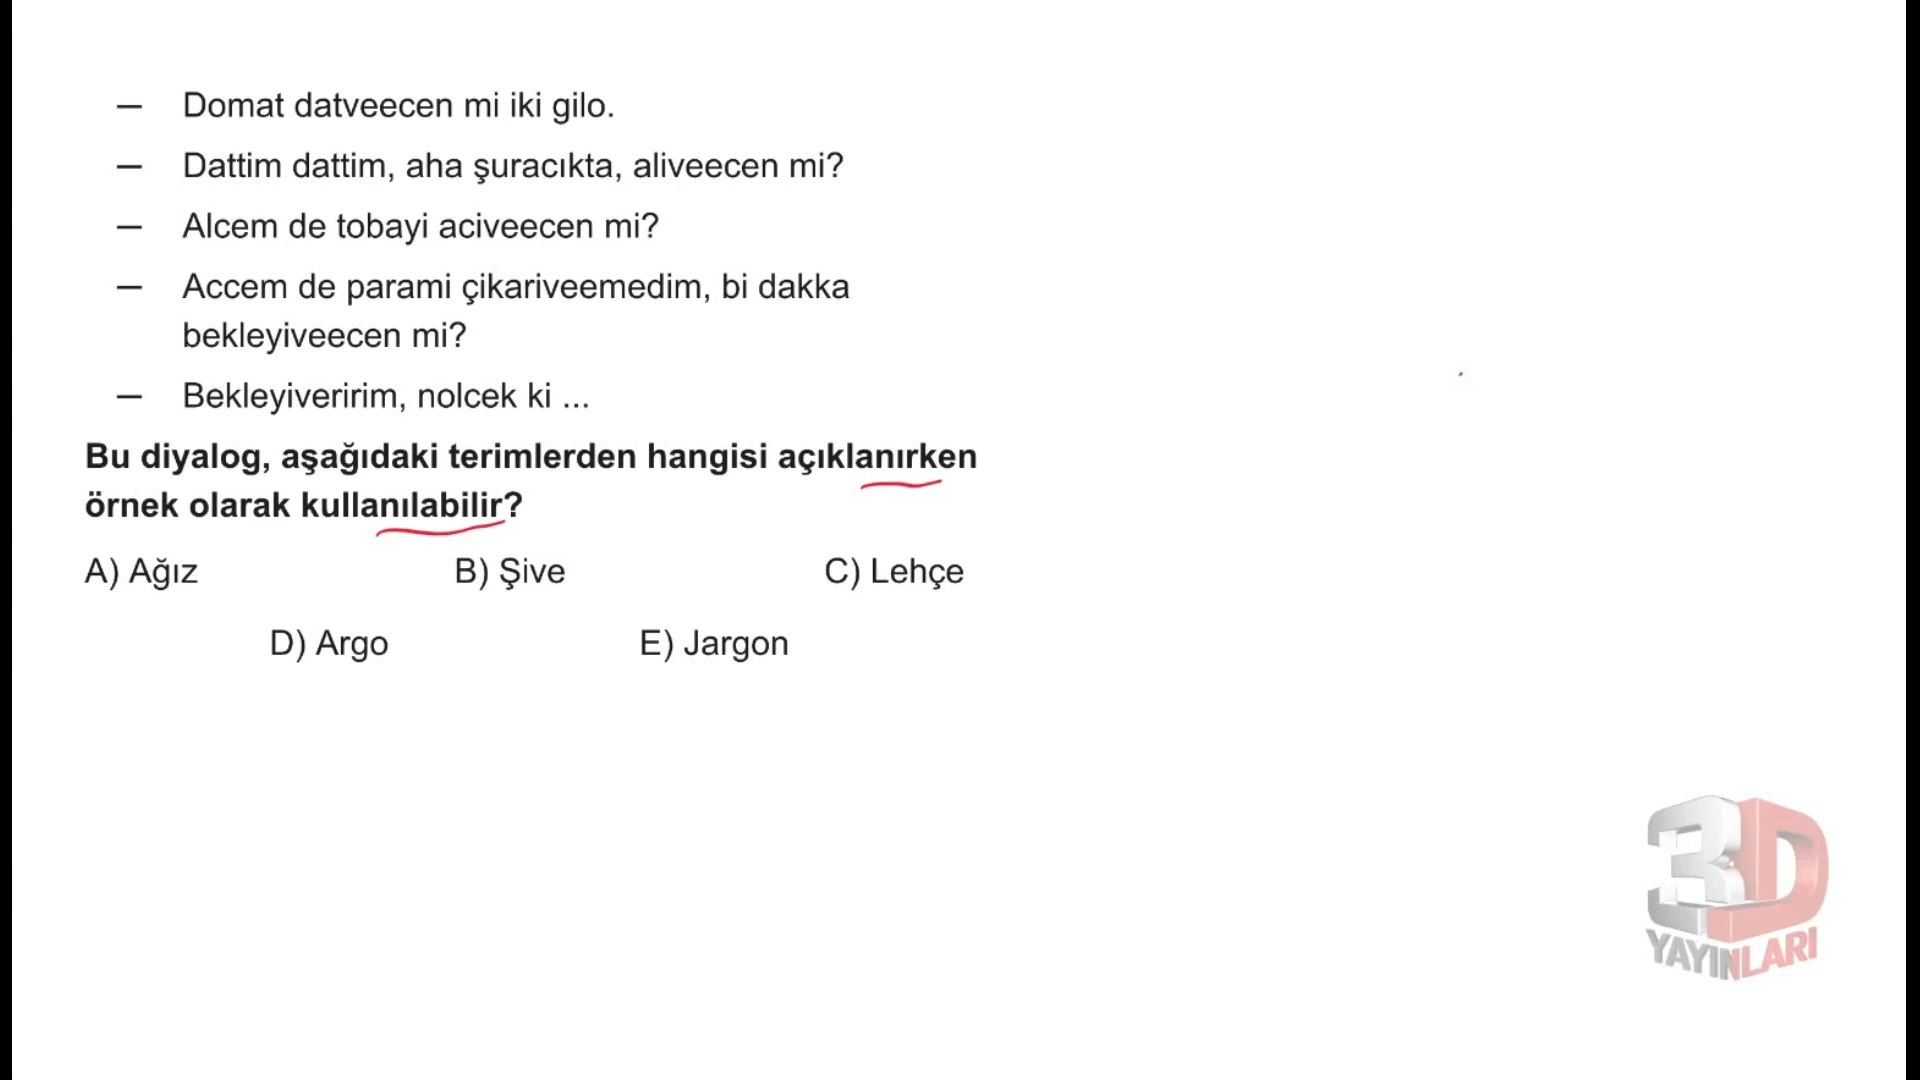 — Domat datveecen mi iki gilo.
— Dattim dattim, aha şuracıkta, aliveecen mi?
— Alcem de tobayi aciveecen mi?
— Accem de parami çikariveemedim, bi dakka
bekleyiveecen mi?
— Bekleyiveririm, nolcek ki ...
Bu diyalog, aşağıdaki terimlerden hangisi açıklanırken
örnek olarak kullanılabilir?
A) Ağız B) Şive C) Lehçe
D) Argo E) Jargon
3D
YAYINLARI